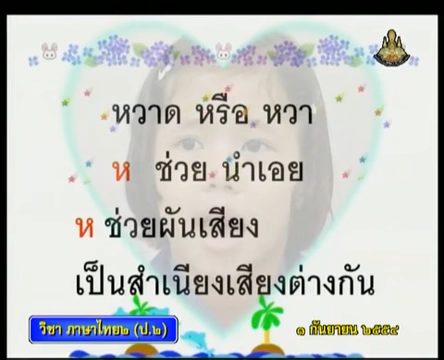 หวาด หรือ หวา
ห ช่วย นำเอย
ห ช่วยผันเสียง
เป็นสำเนียงเสียงต่างกัน
วิชา ภาษาไทย๒ (ป.๒)
๑ กันยายน ๒๕๕๔